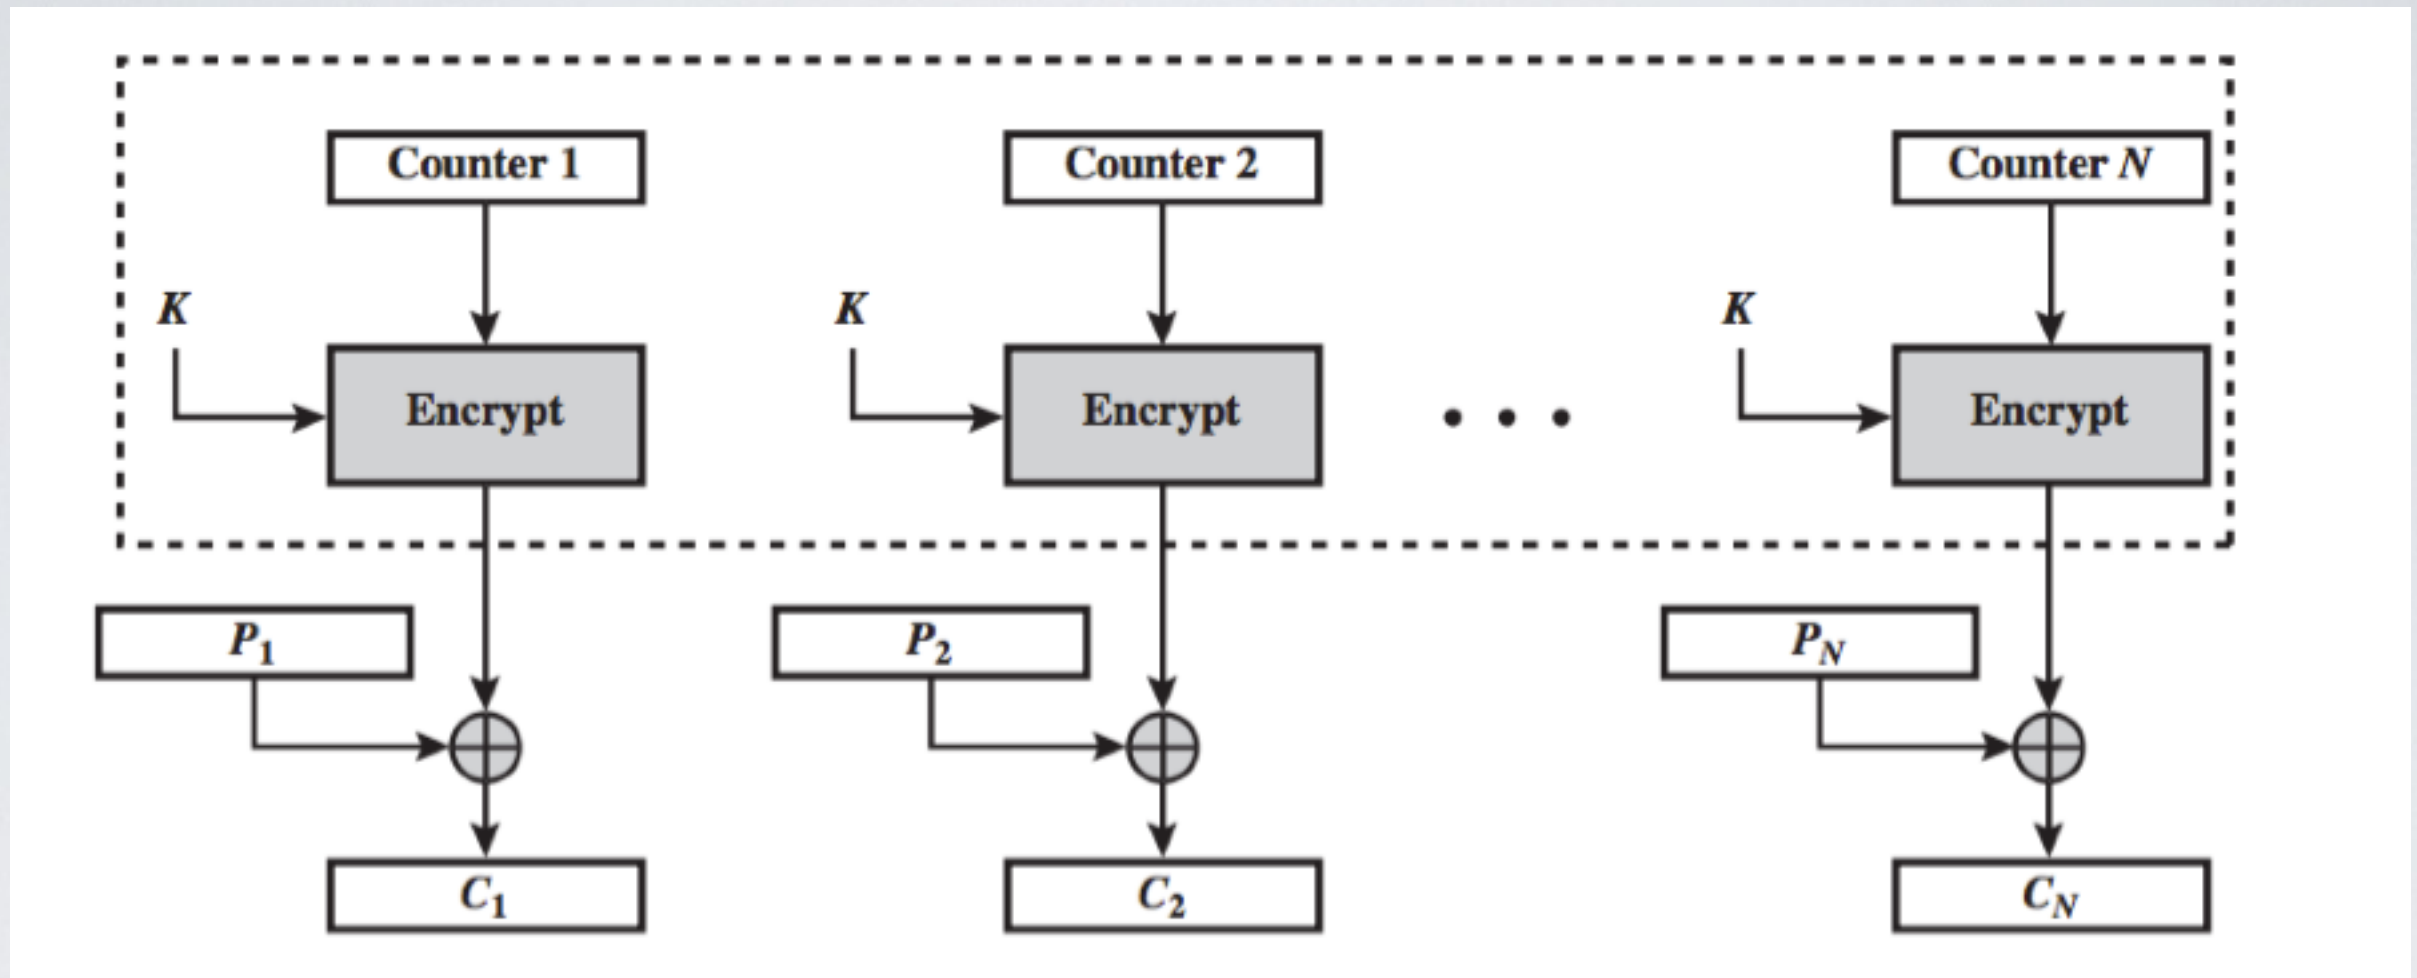 Counter 1 Counter 2 Counter N
K K K
Encrypt Encrypt • • • Encrypt
P1 P2 PN
C1 C2 CN